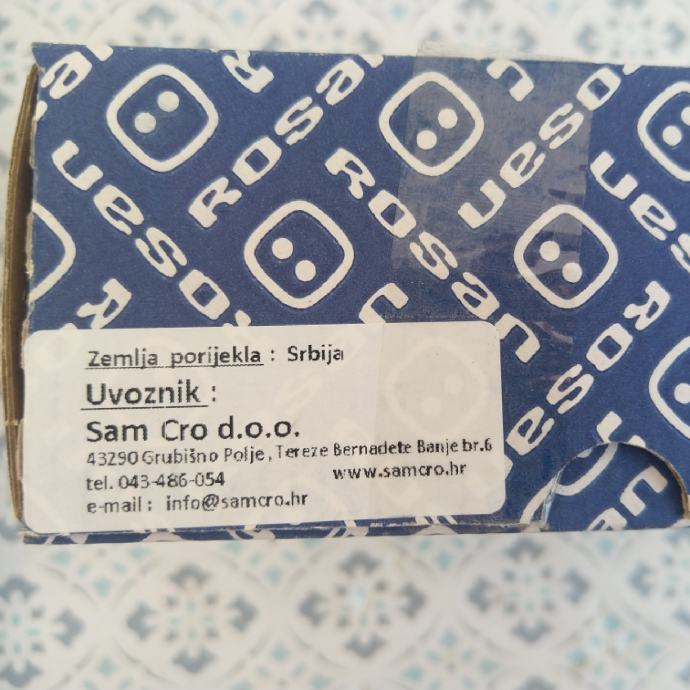 Rosan
Zemlja porijekla : Srbija
Uvoznik :
Sam Cro d.o.o.
43290 Grubišno Polje, Tereze Bernadete Banje br.6
tel. 043-486-054 www.samcro.hr
e-mail : info@samcro.hr